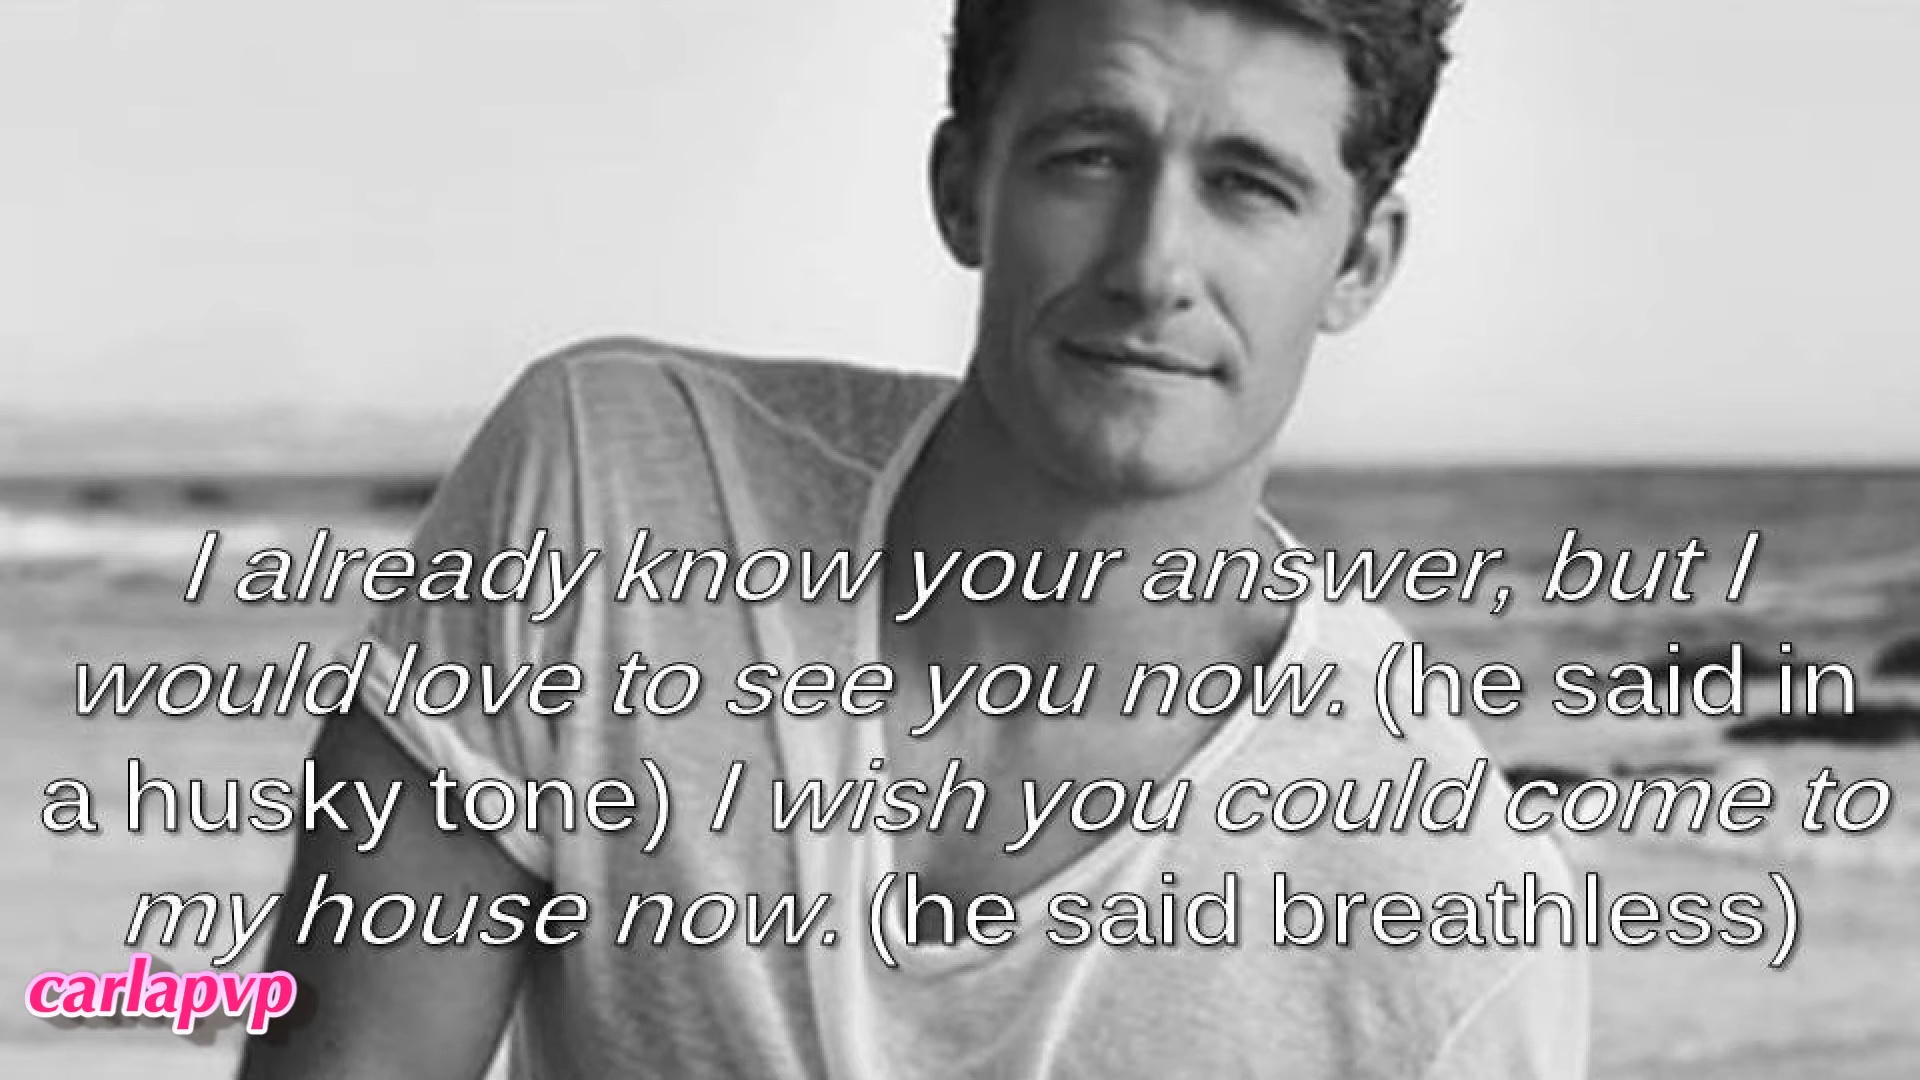 I already know your answer, but I
would love to see you now. (he said in
a husky tone) I wish you could come to
my house now. (he said breathless)
carlapvp